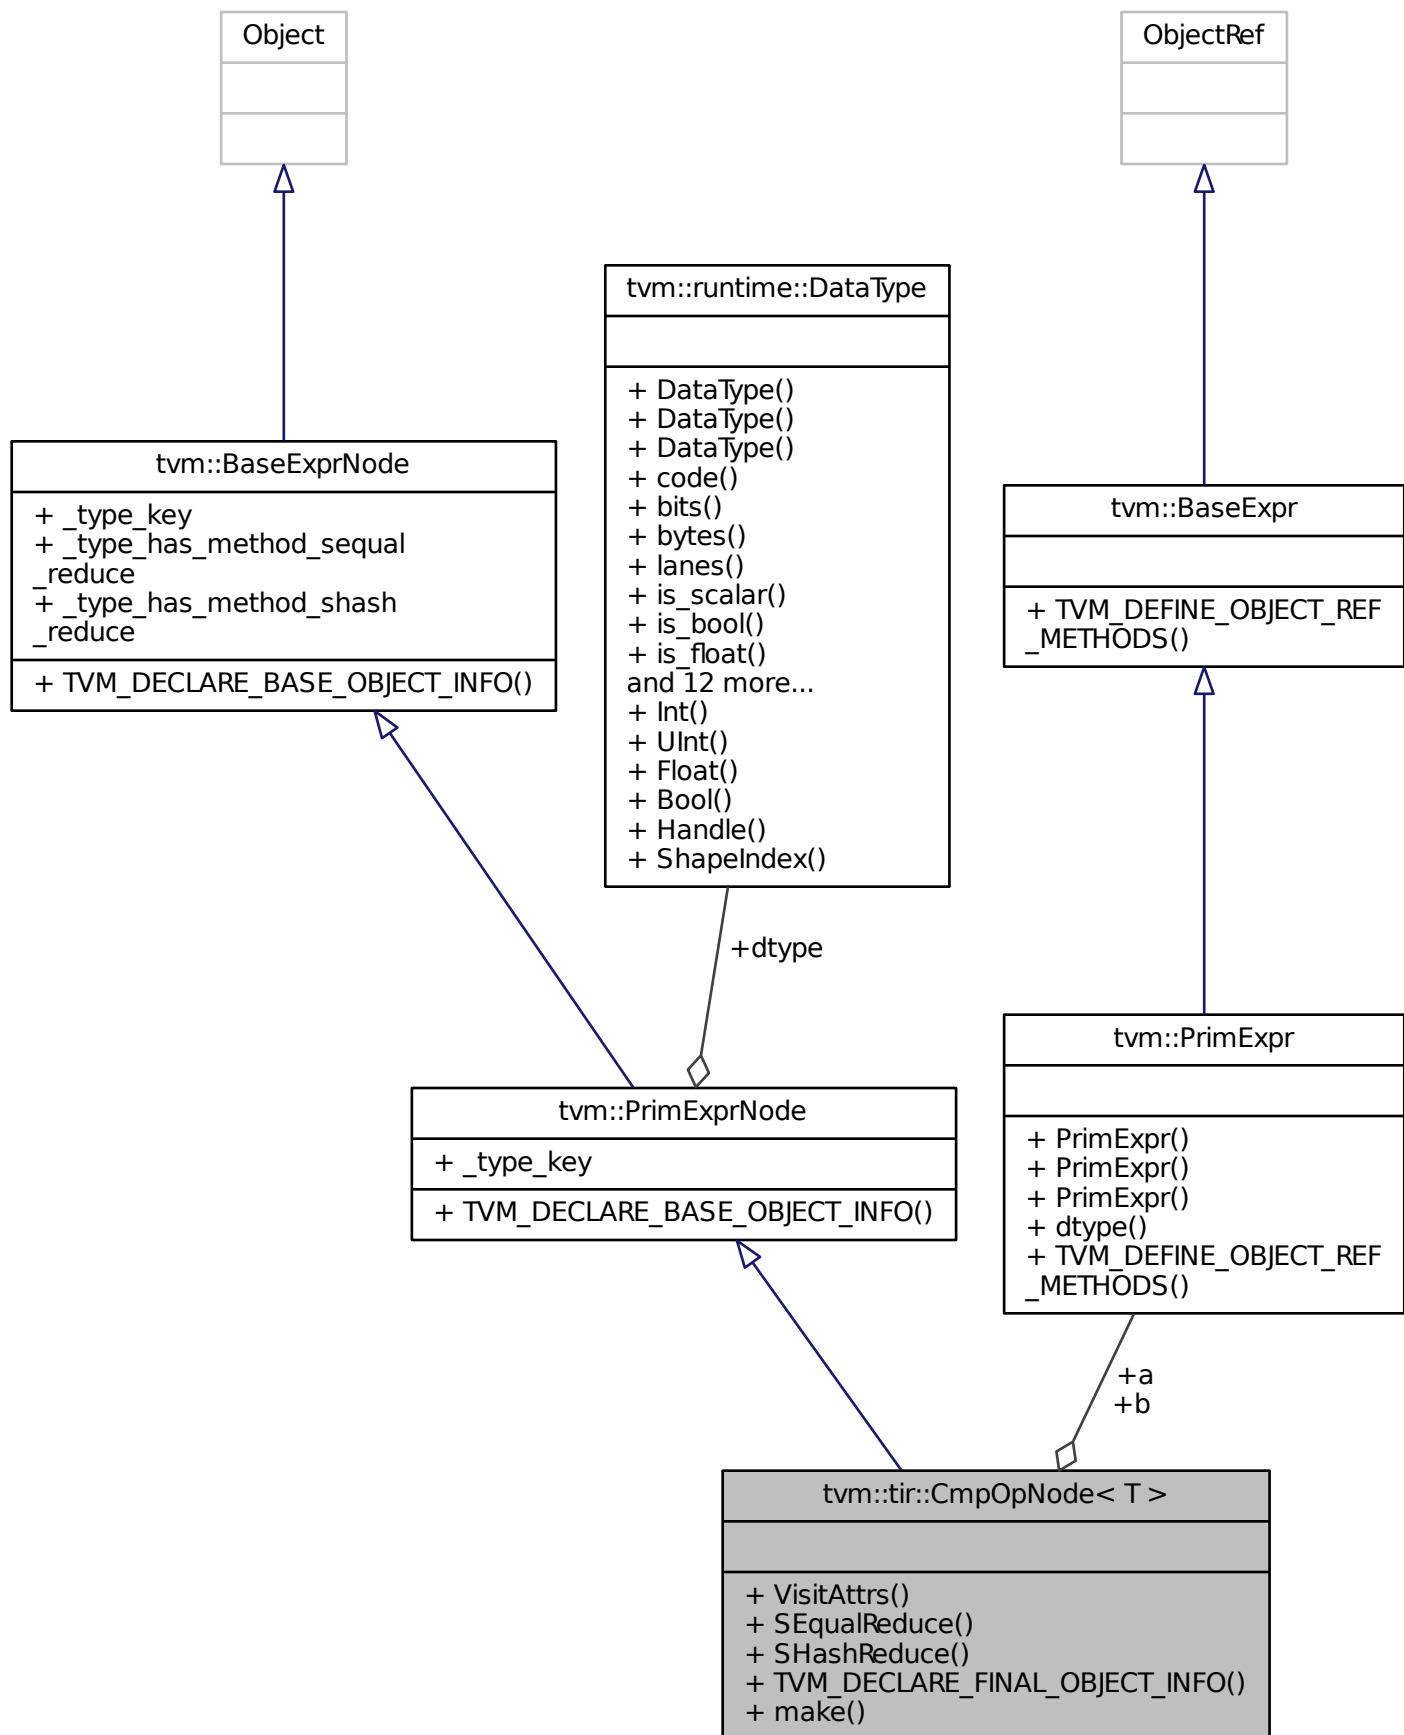 Object
ObjectRef
tvm::runtime::DataType
+ DataType()
+ DataType()
+ DataType()
+ code()
+ bits()
+ bytes()
+ lanes()
+ is_scalar()
+ is_bool()
+ is_float()
and 12 more...
+ Int()
+ UInt()
+ Float()
+ Bool()
+ Handle()
+ ShapeIndex()
tvm::BaseExprNode
+ _type_key
+ _type_has_method_sequal
_reduce
+ _type_has_method_shash
_reduce
+ TVM_DECLARE_BASE_OBJECT_INFO()
tvm::BaseExpr
+ TVM_DEFINE_OBJECT_REF
_METHODS()
+dtype
tvm::PrimExprNode
+ _type_key
+ TVM_DECLARE_BASE_OBJECT_INFO()
tvm::PrimExpr
+ PrimExpr()
+ PrimExpr()
+ PrimExpr()
+ dtype()
+ TVM_DEFINE_OBJECT_REF
_METHODS()
+a
+b
tvm::tir::CmpOpNode< T >
+ VisitAttrs()
+ SEqualReduce()
+ SHashReduce()
+ TVM_DECLARE_FINAL_OBJECT_INFO()
+ make()